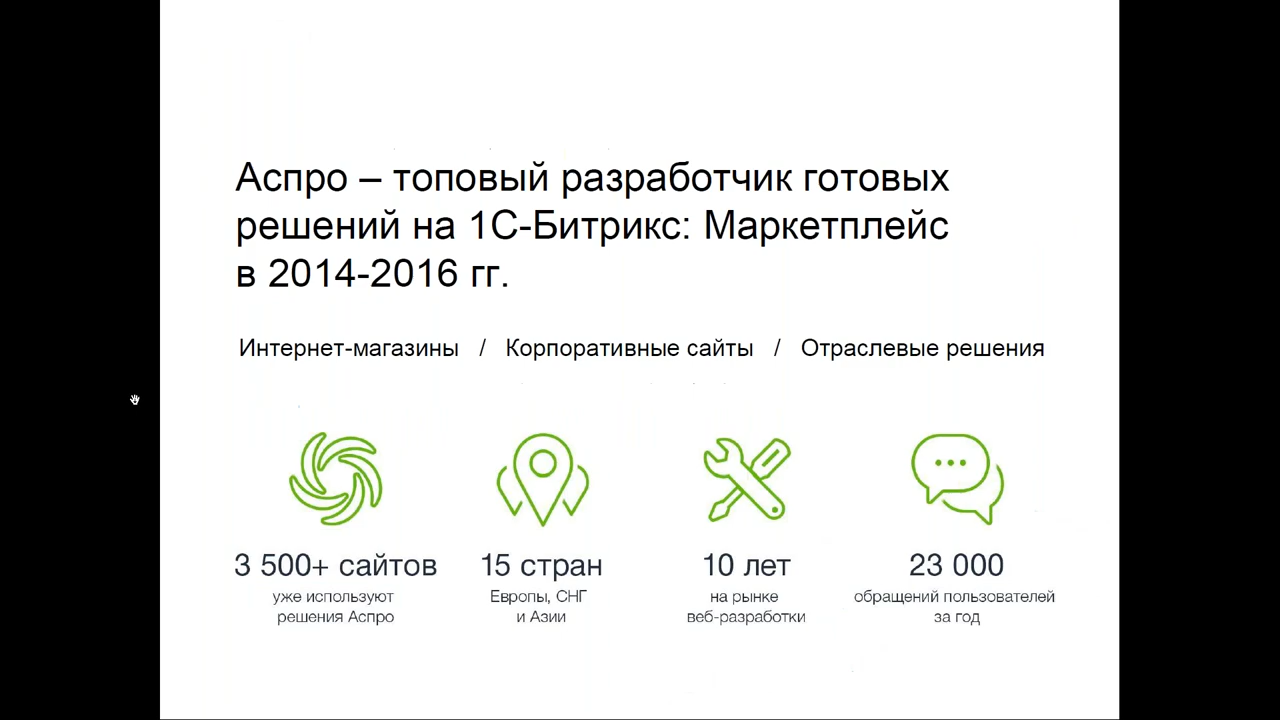 Аспро – топовый разработчик готовых
решений на 1С-Битрикс: Маркетплейс
в 2014-2016 гг.
Интернет-магазины / Корпоративные сайты / Отраслевые решения
3 500+ сайтов
уже используют
решения Аспро
15 стран
Европы, СНГ
и Азии
10 лет
на рынке
веб-разработки
23 000
обращений пользователей
за год